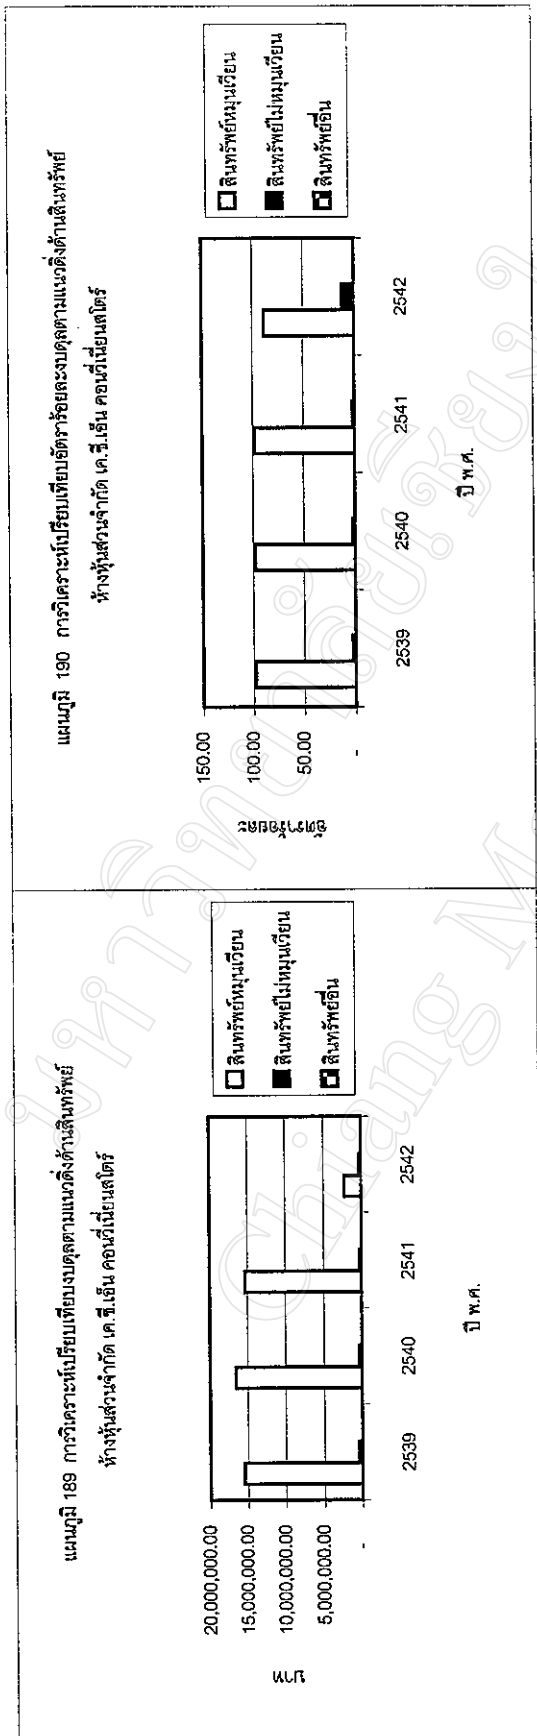 แผนภูมิ 189 การวิเคราะห์เปรียบเทียบงบดุลตามแนวดิ่งด้านสินทรัพย์
ห้างหุ้นส่วนจำกัด เค.ซี.เอ็น คอนวีเนี่ยนสโตร์
บาท
20,000,000.00
15,000,000.00
10,000,000.00
5,000,000.00
-
2539
2540
2541
2542
ปี พ.ศ.
สินทรัพย์หมุนเวียน
สินทรัพย์ไม่หมุนเวียน
สินทรัพย์อื่น
แผนภูมิ 190 การวิเคราะห์เปรียบเทียบอัตราร้อยละงบดุลตามแนวดิ่งด้านสินทรัพย์
ห้างหุ้นส่วนจำกัด เค.ซี.เอ็น คอนวีเนี่ยนสโตร์
อัตราร้อยละ
150.00
100.00
50.00
-
2539
2540
2541
2542
ปี พ.ศ.
สินทรัพย์หมุนเวียน
สินทรัพย์ไม่หมุนเวียน
สินทรัพย์อื่น